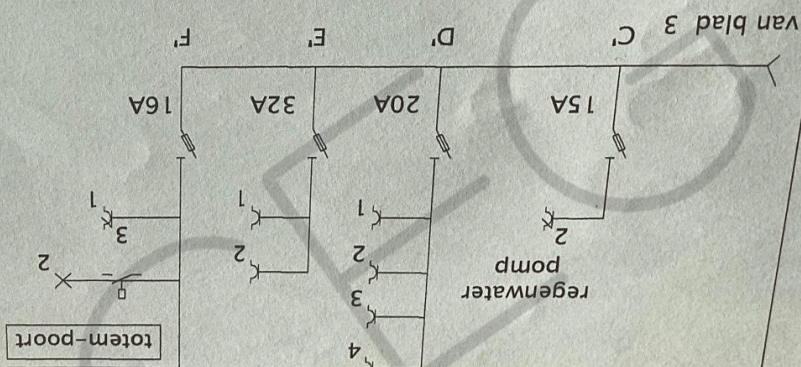 totem-poort
4
2
3
1
2
1
3
2
1
regenwater
pomp
2
16A
32A
20A
15A
F'
E'
D'
C'
van blad 3